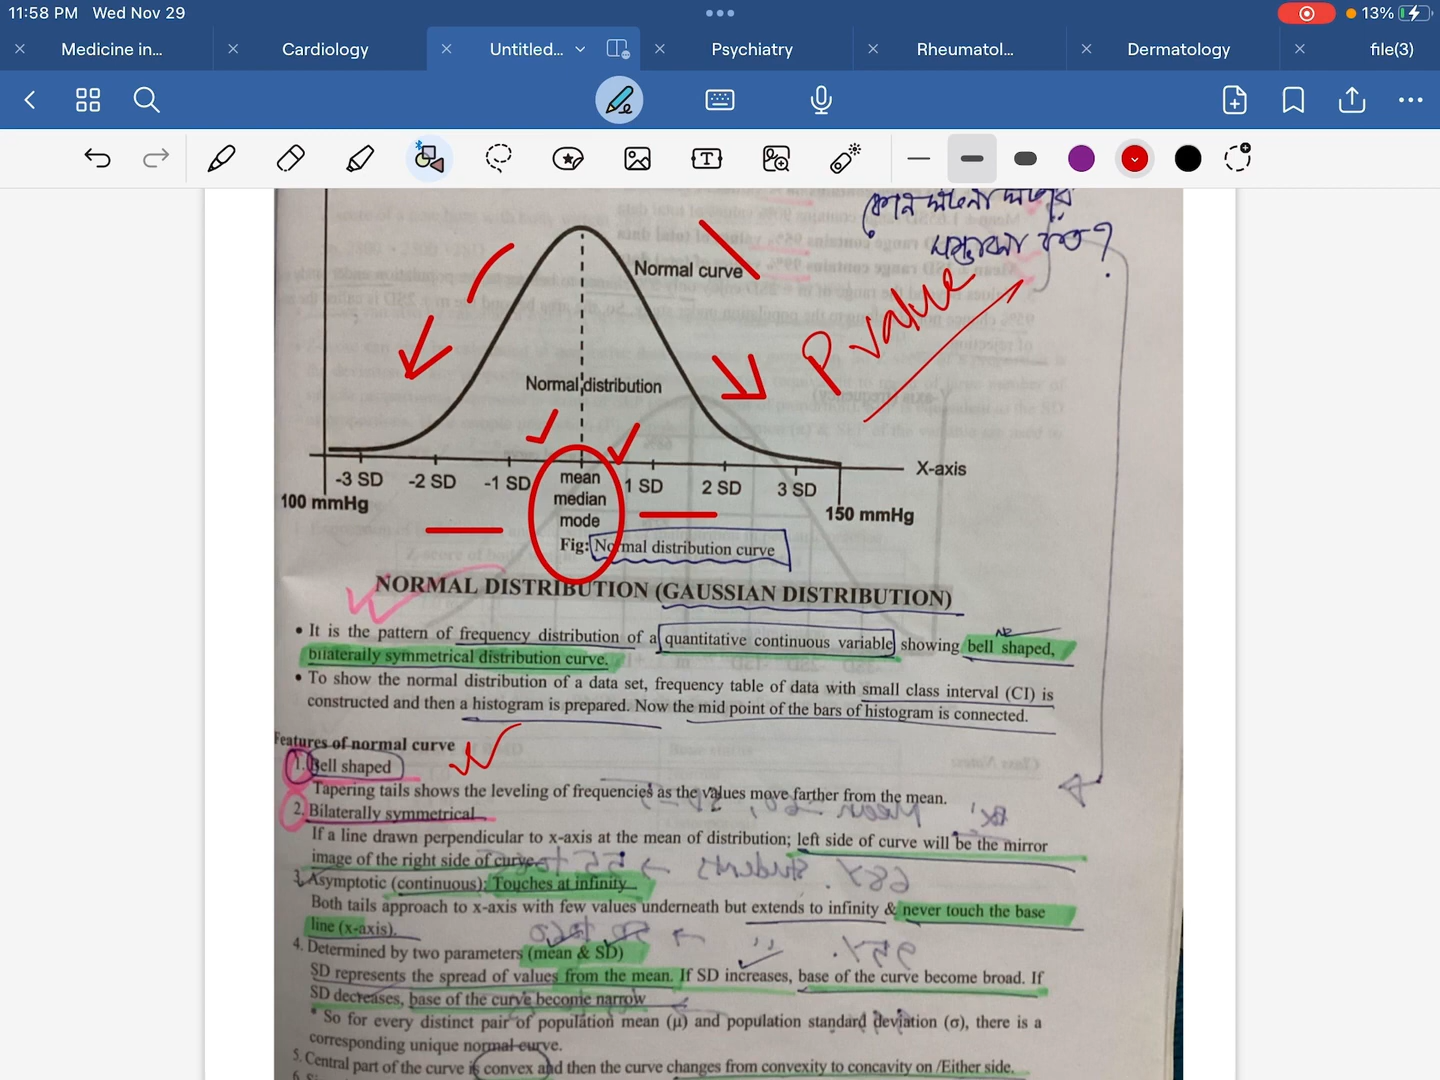 11:58 PM Wed Nov 29
13%
Medicine in...
Cardiology
Untitled...
Psychiatry
Rheumatol...
Dermatology
file(3)
কোন ঘটনা ঘটার
সম্ভাবনা কত?
Normal curve
P value
Normal distribution
X-axis
-3 SD -2 SD -1 SD mean 1 SD 2 SD 3 SD
median
mode
100 mmHg
150 mmHg
Fig: Normal distribution curve
NORMAL DISTRIBUTION (GAUSSIAN DISTRIBUTION)
• It is the pattern of frequency distribution of a quantitative continuous variable showing bell shaped,
bilaterally symmetrical distribution curve.
• To show the normal distribution of a data set, frequency table of data with small class interval (CI) is
constructed and then a histogram is prepared. Now the mid point of the bars of histogram is connected.
Features of normal curve
1. Bell shaped
Tapering tails shows the leveling of frequencies as the values move farther from the mean.
2. Bilaterally symmetrical
If a line drawn perpendicular to x-axis at the mean of distribution; left side of curve will be the mirror
image of the right side of curve.
3. Asymptotic (continuous): Touches at infinity
Both tails approach to x-axis with few values underneath but extends to infinity & never touch the base
line (x-axis).
4. Determined by two parameters (mean & SD)
SD represents the spread of values from the mean. If SD increases, base of the curve become broad. If
SD decreases, base of the curve become narrow
* So for every distinct pair of population mean (μ) and population standard deviation (σ), there is a
corresponding unique normal curve.
5. Central part of the curve is convex and then the curve changes from convexity to concavity on /Either side.